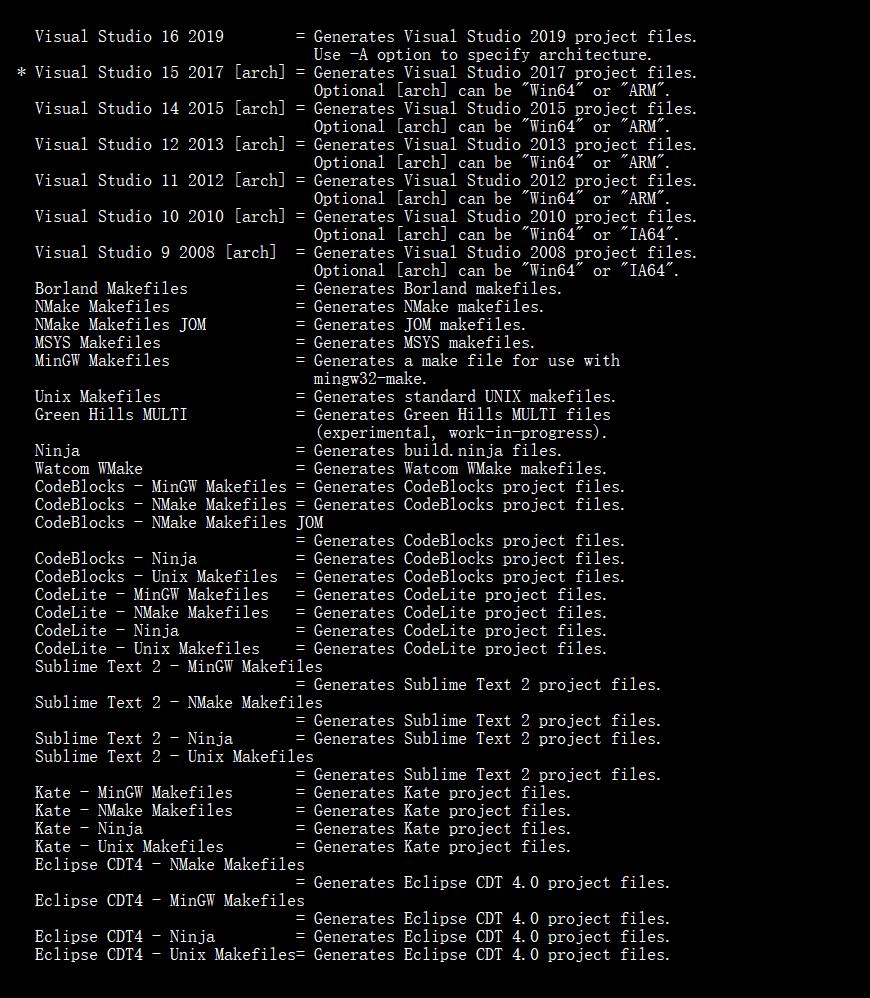 Visual Studio 16 2019        = Generates Visual Studio 2019 project files.
                                 Use -A option to specify architecture.
* Visual Studio 15 2017 [arch] = Generates Visual Studio 2017 project files.
                                 Optional [arch] can be "Win64" or "ARM".
  Visual Studio 14 2015 [arch] = Generates Visual Studio 2015 project files.
                                 Optional [arch] can be "Win64" or "ARM".
  Visual Studio 12 2013 [arch] = Generates Visual Studio 2013 project files.
                                 Optional [arch] can be "Win64" or "ARM".
  Visual Studio 11 2012 [arch] = Generates Visual Studio 2012 project files.
                                 Optional [arch] can be "Win64" or "ARM".
  Visual Studio 10 2010 [arch] = Generates Visual Studio 2010 project files.
                                 Optional [arch] can be "Win64" or "IA64".
  Visual Studio 9 2008 [arch]  = Generates Visual Studio 2008 project files.
                                 Optional [arch] can be "Win64" or "IA64".
  Borland Makefiles            = Generates Borland makefiles.
  NMake Makefiles              = Generates NMake makefiles.
  NMake Makefiles JOM          = Generates JOM makefiles.
  MSYS Makefiles               = Generates MSYS makefiles.
  MinGW Makefiles              = Generates a make file for use with
                                 mingw32-make.
  Unix Makefiles               = Generates standard UNIX makefiles.
  Green Hills MULTI            = Generates Green Hills MULTI files
                                 (experimental, work-in-progress).
  Ninja                        = Generates build.ninja files.
  Watcom WMake                 = Generates Watcom WMake makefiles.
  CodeBlocks - MinGW Makefiles = Generates CodeBlocks project files.
  CodeBlocks - NMake Makefiles = Generates CodeBlocks project files.
  CodeBlocks - NMake Makefiles JOM
                               = Generates CodeBlocks project files.
  CodeBlocks - Ninja           = Generates CodeBlocks project files.
  CodeBlocks - Unix Makefiles  = Generates CodeBlocks project files.
  CodeLite - MinGW Makefiles   = Generates CodeLite project files.
  CodeLite - NMake Makefiles   = Generates CodeLite project files.
  CodeLite - Ninja             = Generates CodeLite project files.
  CodeLite - Unix Makefiles    = Generates CodeLite project files.
  Sublime Text 2 - MinGW Makefiles
                               = Generates Sublime Text 2 project files.
  Sublime Text 2 - NMake Makefiles
                               = Generates Sublime Text 2 project files.
  Sublime Text 2 - Ninja       = Generates Sublime Text 2 project files.
  Sublime Text 2 - Unix Makefiles
                               = Generates Sublime Text 2 project files.
  Kate - MinGW Makefiles       = Generates Kate project files.
  Kate - NMake Makefiles       = Generates Kate project files.
  Kate - Ninja                 = Generates Kate project files.
  Kate - Unix Makefiles        = Generates Kate project files.
  Eclipse CDT4 - NMake Makefiles
                               = Generates Eclipse CDT 4.0 project files.
  Eclipse CDT4 - MinGW Makefiles
                               = Generates Eclipse CDT 4.0 project files.
  Eclipse CDT4 - Ninja         = Generates Eclipse CDT 4.0 project files.
  Eclipse CDT4 - Unix Makefiles= Generates Eclipse CDT 4.0 project files.